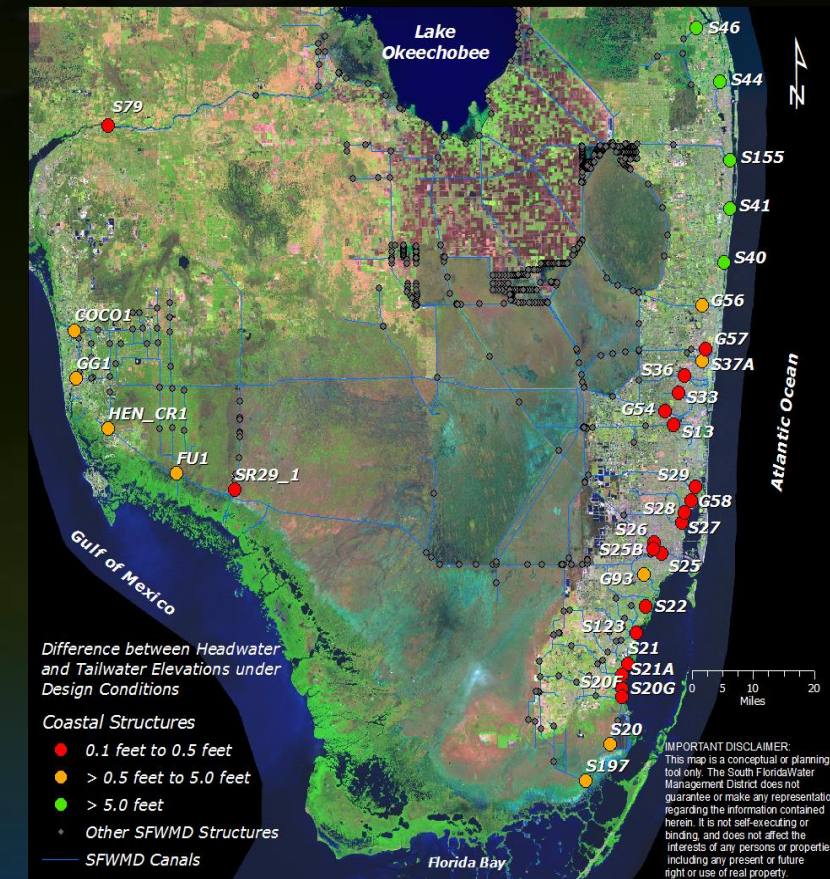 Lake
Okeechobee
S46
S44
N
S79
S155
S41
S40
G56
COCO1
G57
GG1
S37A
S36
S33
HEN_CR1
G54
S13
Atlantic Ocean
FU1
SR29_1
S29
G58
S28
S27
S26
S25B
S25
G93
Gulf of Mexico
S22
S123
S21
S21A
S20F
S20G
0 5 10 20
Miles
S20
S197
Difference between Headwater
and Tailwater Elevations under
Design Conditions
Coastal Structures
0.1 feet to 0.5 feet
> 0.5 feet to 5.0 feet
> 5.0 feet
Other SFWMD Structures
SFWMD Canals
Florida Bay
IMPORTANT DISCLAIMER:
This map is a conceptual or planning
tool only. The South FloridaWater
Management District does not
guarantee or make any representatio
regarding the information contained
herein. It is not self-executing or
binding, and does not affect the
interests of any persons or propertie
including any present or future
right or use of real property.